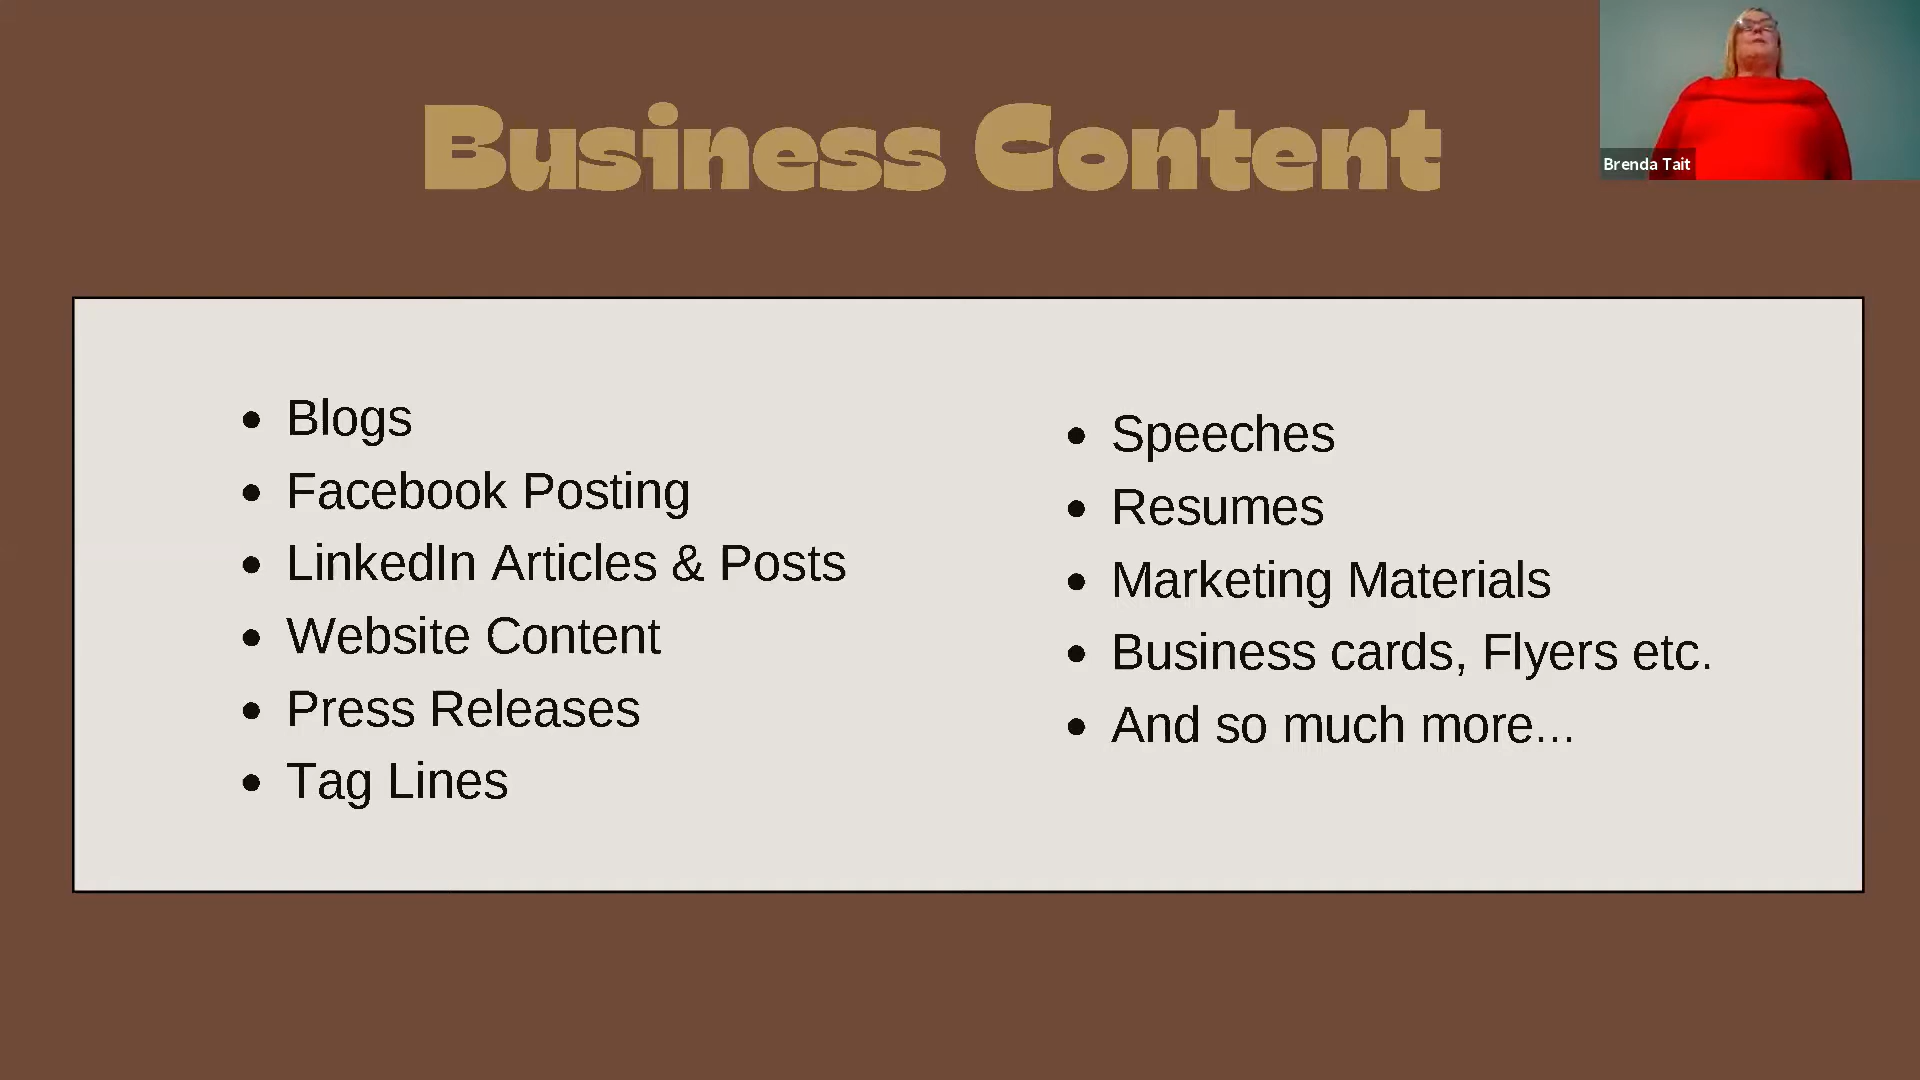 Business Content
Brenda Tait
Blogs
Facebook Posting
LinkedIn Articles & Posts
Website Content
Press Releases
Tag Lines
Speeches
Resumes
Marketing Materials
Business cards, Flyers etc.
And so much more...